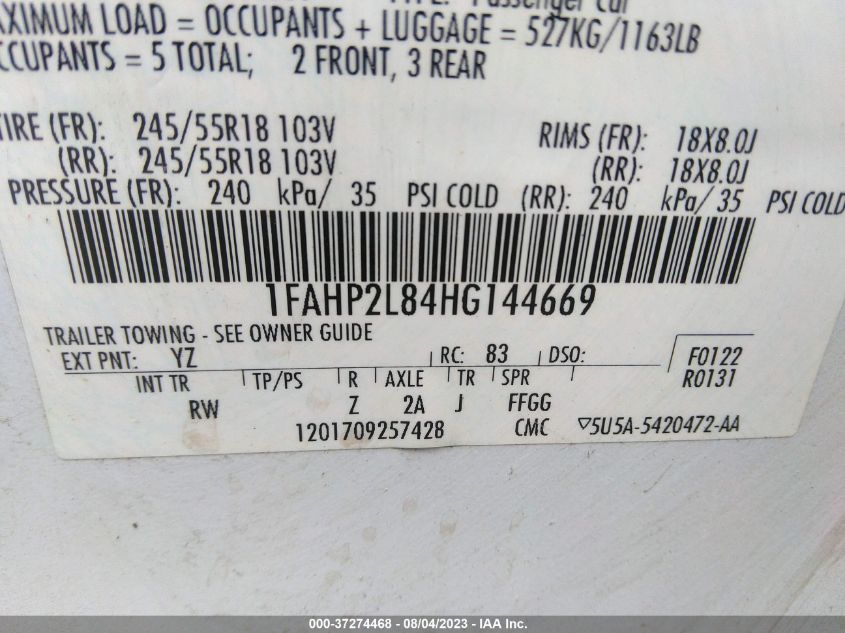 TYPE: Passenger Car
AXIMUM LOAD = OCCUPANTS + LUGGAGE = 527KG/1163LB
CCUPANTS = 5 TOTAL; 2 FRONT, 3 REAR
TIRE (FR): 245/55R18 103V RIMS (FR): 18X8.0J
(RR): 245/55R18 103V (RR): 18X8.0J
PRESSURE (FR): 240 kPa/ 35 PSI COLD (RR): 240 kPa/ 35 PSI COLD
1FAHP2L84HG144669
TRAILER TOWING - SEE OWNER GUIDE
EXT PNT: YZ RC: 83 DSO: F0122
INT TR TP/PS R AXLE TR SPR R0131
RW Z 2A J FFGG
1201709257428 CMC ▽5U5A-5420472-AA
000-37274468 - 08/04/2023 - IAA Inc.